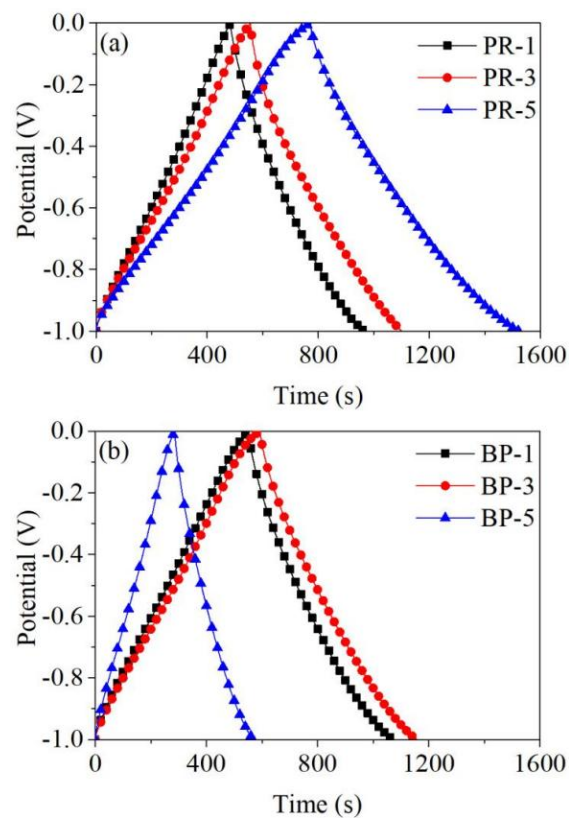 (a)
PR-1
PR-3
PR-5
0.0
-0.2
-0.4
-0.6
-0.8
-1.0
Potential (V)
0 400 800 1200 1600
Time (s)
(b)
BP-1
BP-3
BP-5
0.0
-0.2
-0.4
-0.6
-0.8
-1.0
Potential (V)
0 400 800 1200 1600
Time (s)